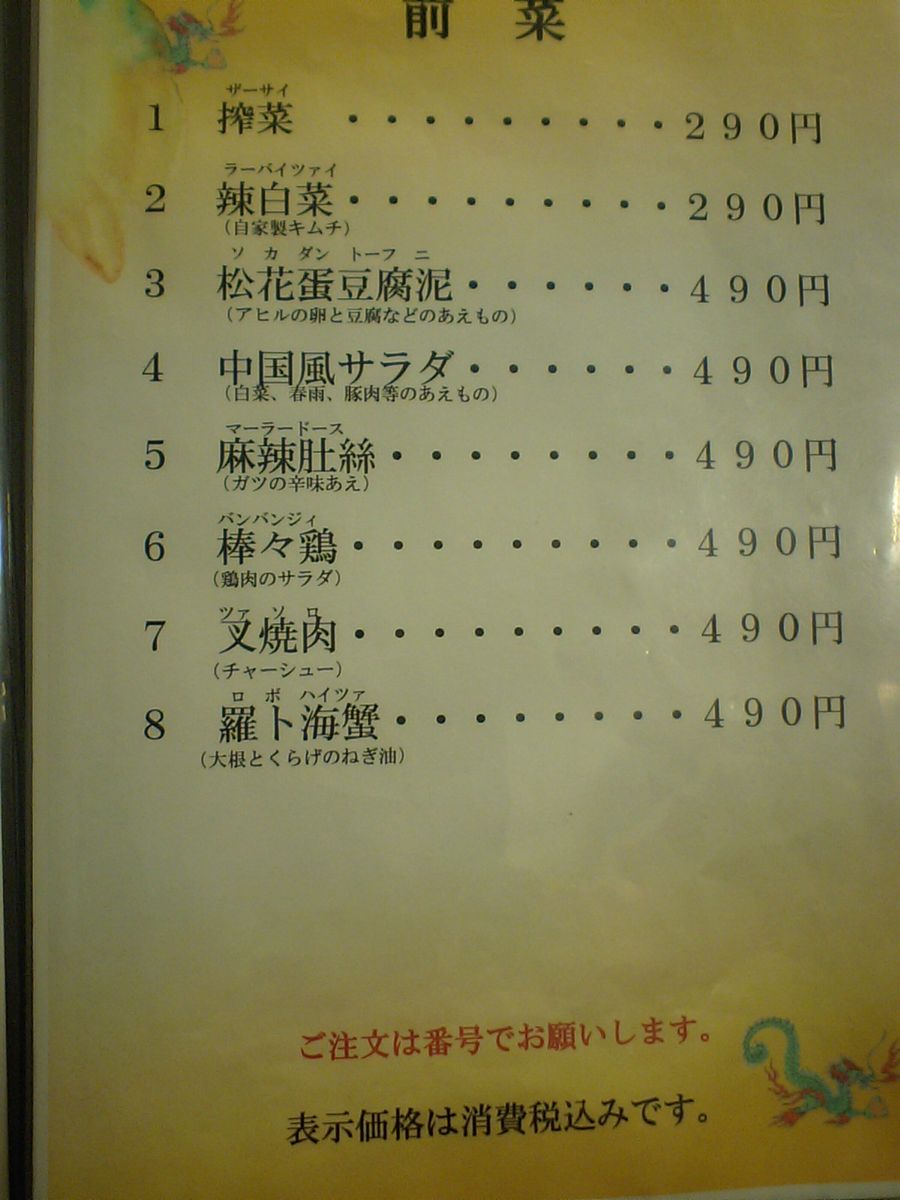 前　菜
ザーサイ
1 搾菜 ・・・・・・・・・290円
ラーバイツァイ
2 辣白菜・・・・・・・・・290円
（自家製キムチ）
ソ カ ダン トーフ ニ
3 松花蛋豆腐泥・・・・・・490円
（アヒルの卵と豆腐などのあえもの）
4 中国風サラダ・・・・・・490円
（白菜、春雨、豚肉等のあえもの）
マーラードース
5 麻辣肚絲・・・・・・・・490円
（ガツの辛味あえ）
バンバンジィ
6 棒々鶏・・・・・・・・・490円
（鶏肉のサラダ）
ツァ ソ ロ
7 叉焼肉・・・・・・・・・490円
（チャーシュー）
ロ ボ ハイツァ
8 羅卜海蟹・・・・・・・・490円
（大根とくらげのねぎ油）
ご注文は番号でお願いします。
表示価格は消費税込みです。